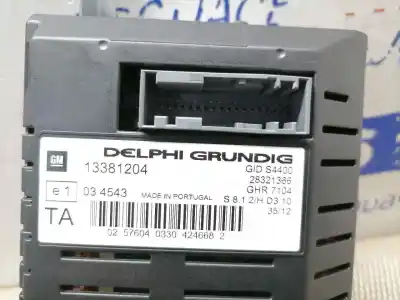 DELPHI GRUNDIG
GM
13381204
GID S4400
28321386
e 1
03 4543
GHR 7104
MADE IN PORTUGAL
S 8.1 2/H D3 10
35/12
TA
02 57604 0330 424668 2